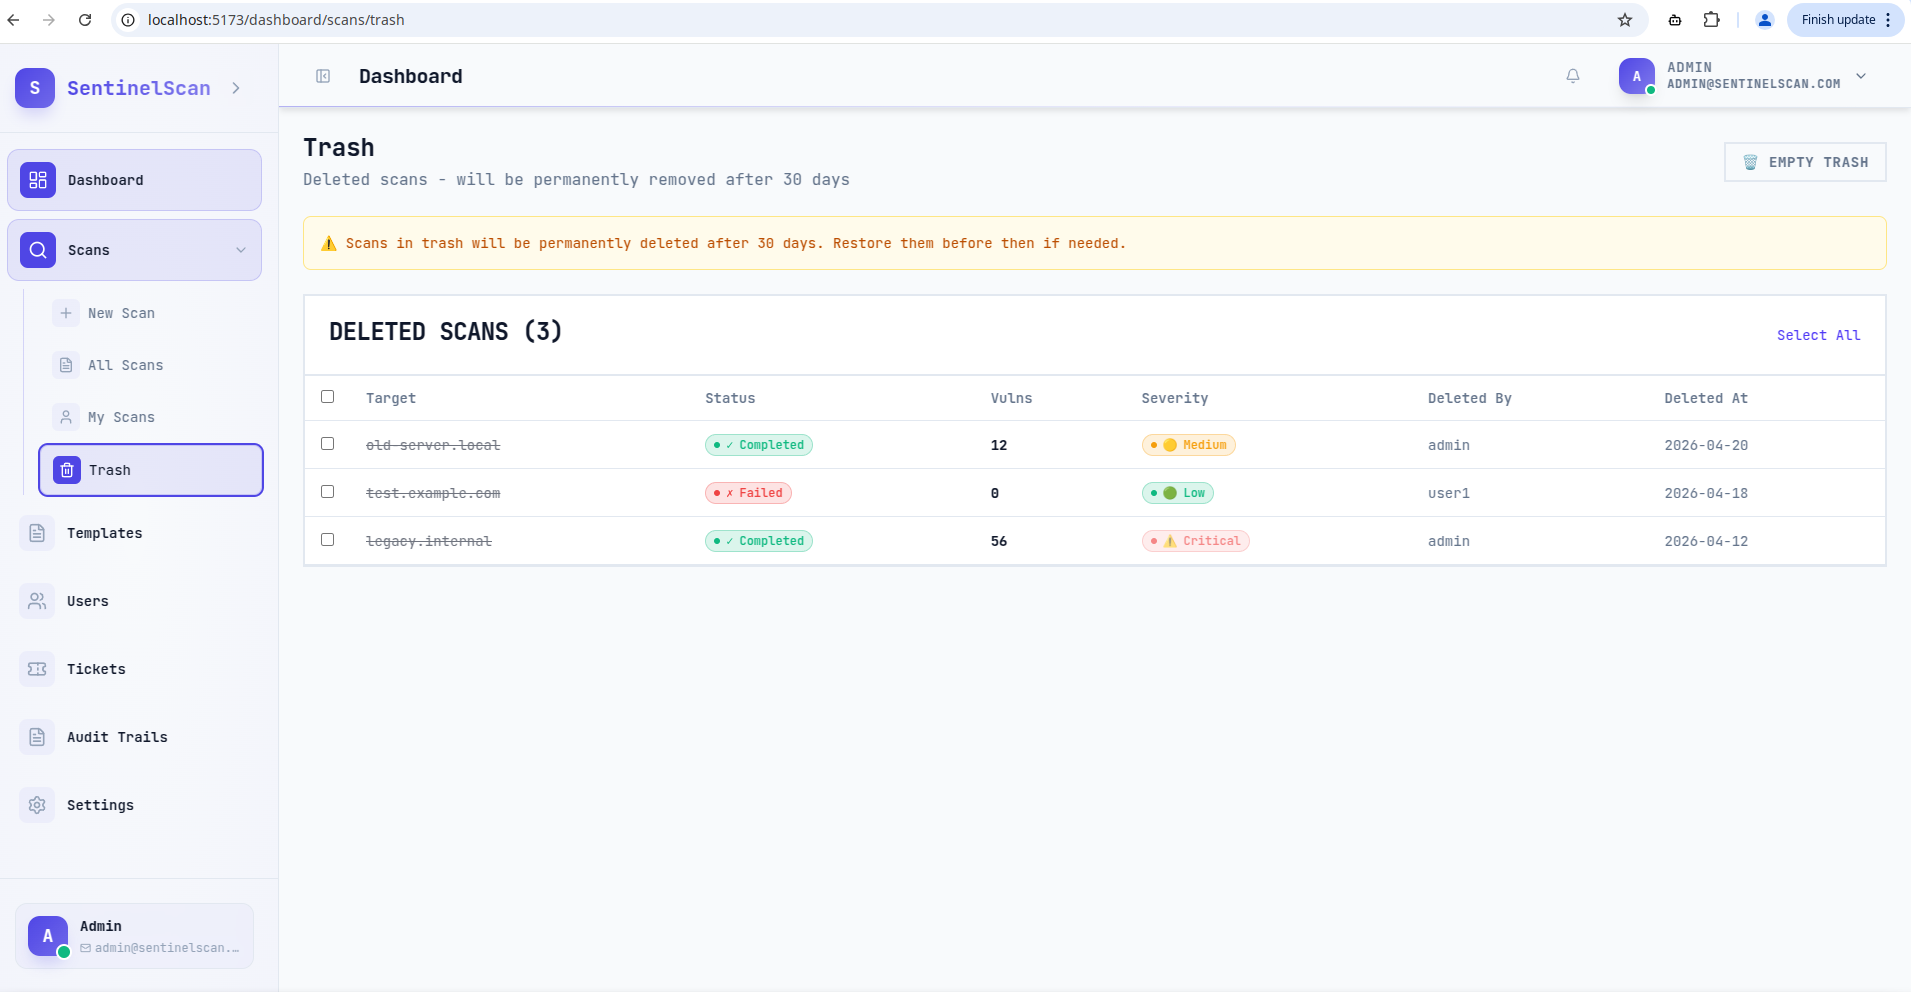 localhost:5173/dashboard/scans/trash
Finish update
S SentinelScan
Dashboard
Scans
New Scan
All Scans
My Scans
Trash
Templates
Users
Tickets
Audit Trails
Settings
A Admin
admin@sentinelscan.…
Dashboard
A ADMIN
ADMIN@SENTINELSCAN.COM
Trash
Deleted scans - will be permanently removed after 30 days
EMPTY TRASH
Scans in trash will be permanently deleted after 30 days. Restore them before then if needed.
DELETED SCANS (3)
Select All
Target Status Vulns Severity Deleted By Deleted At
old-server.local ✓ Completed 12 Medium admin 2026-04-20
test.example.com ✗ Failed 0 Low user1 2026-04-18
legacy.internal ✓ Completed 56 Critical admin 2026-04-12